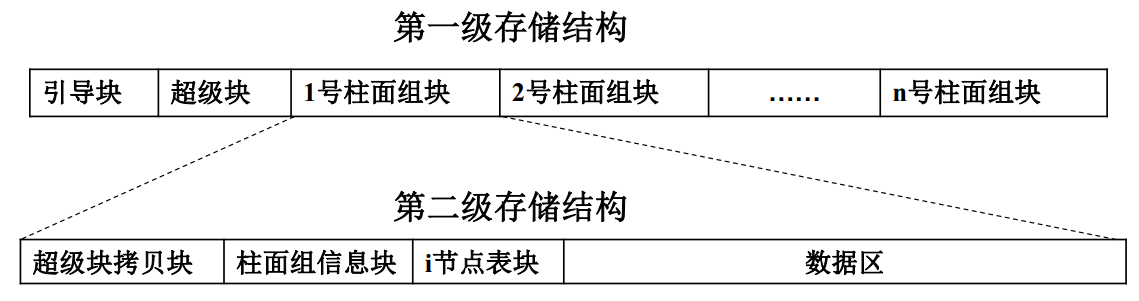 第一级存储结构
引导块 超级块 1号柱面组块 2号柱面组块 …… n号柱面组块
第二级存储结构
超级块拷贝块 柱面组信息块 i节点表块 数据区